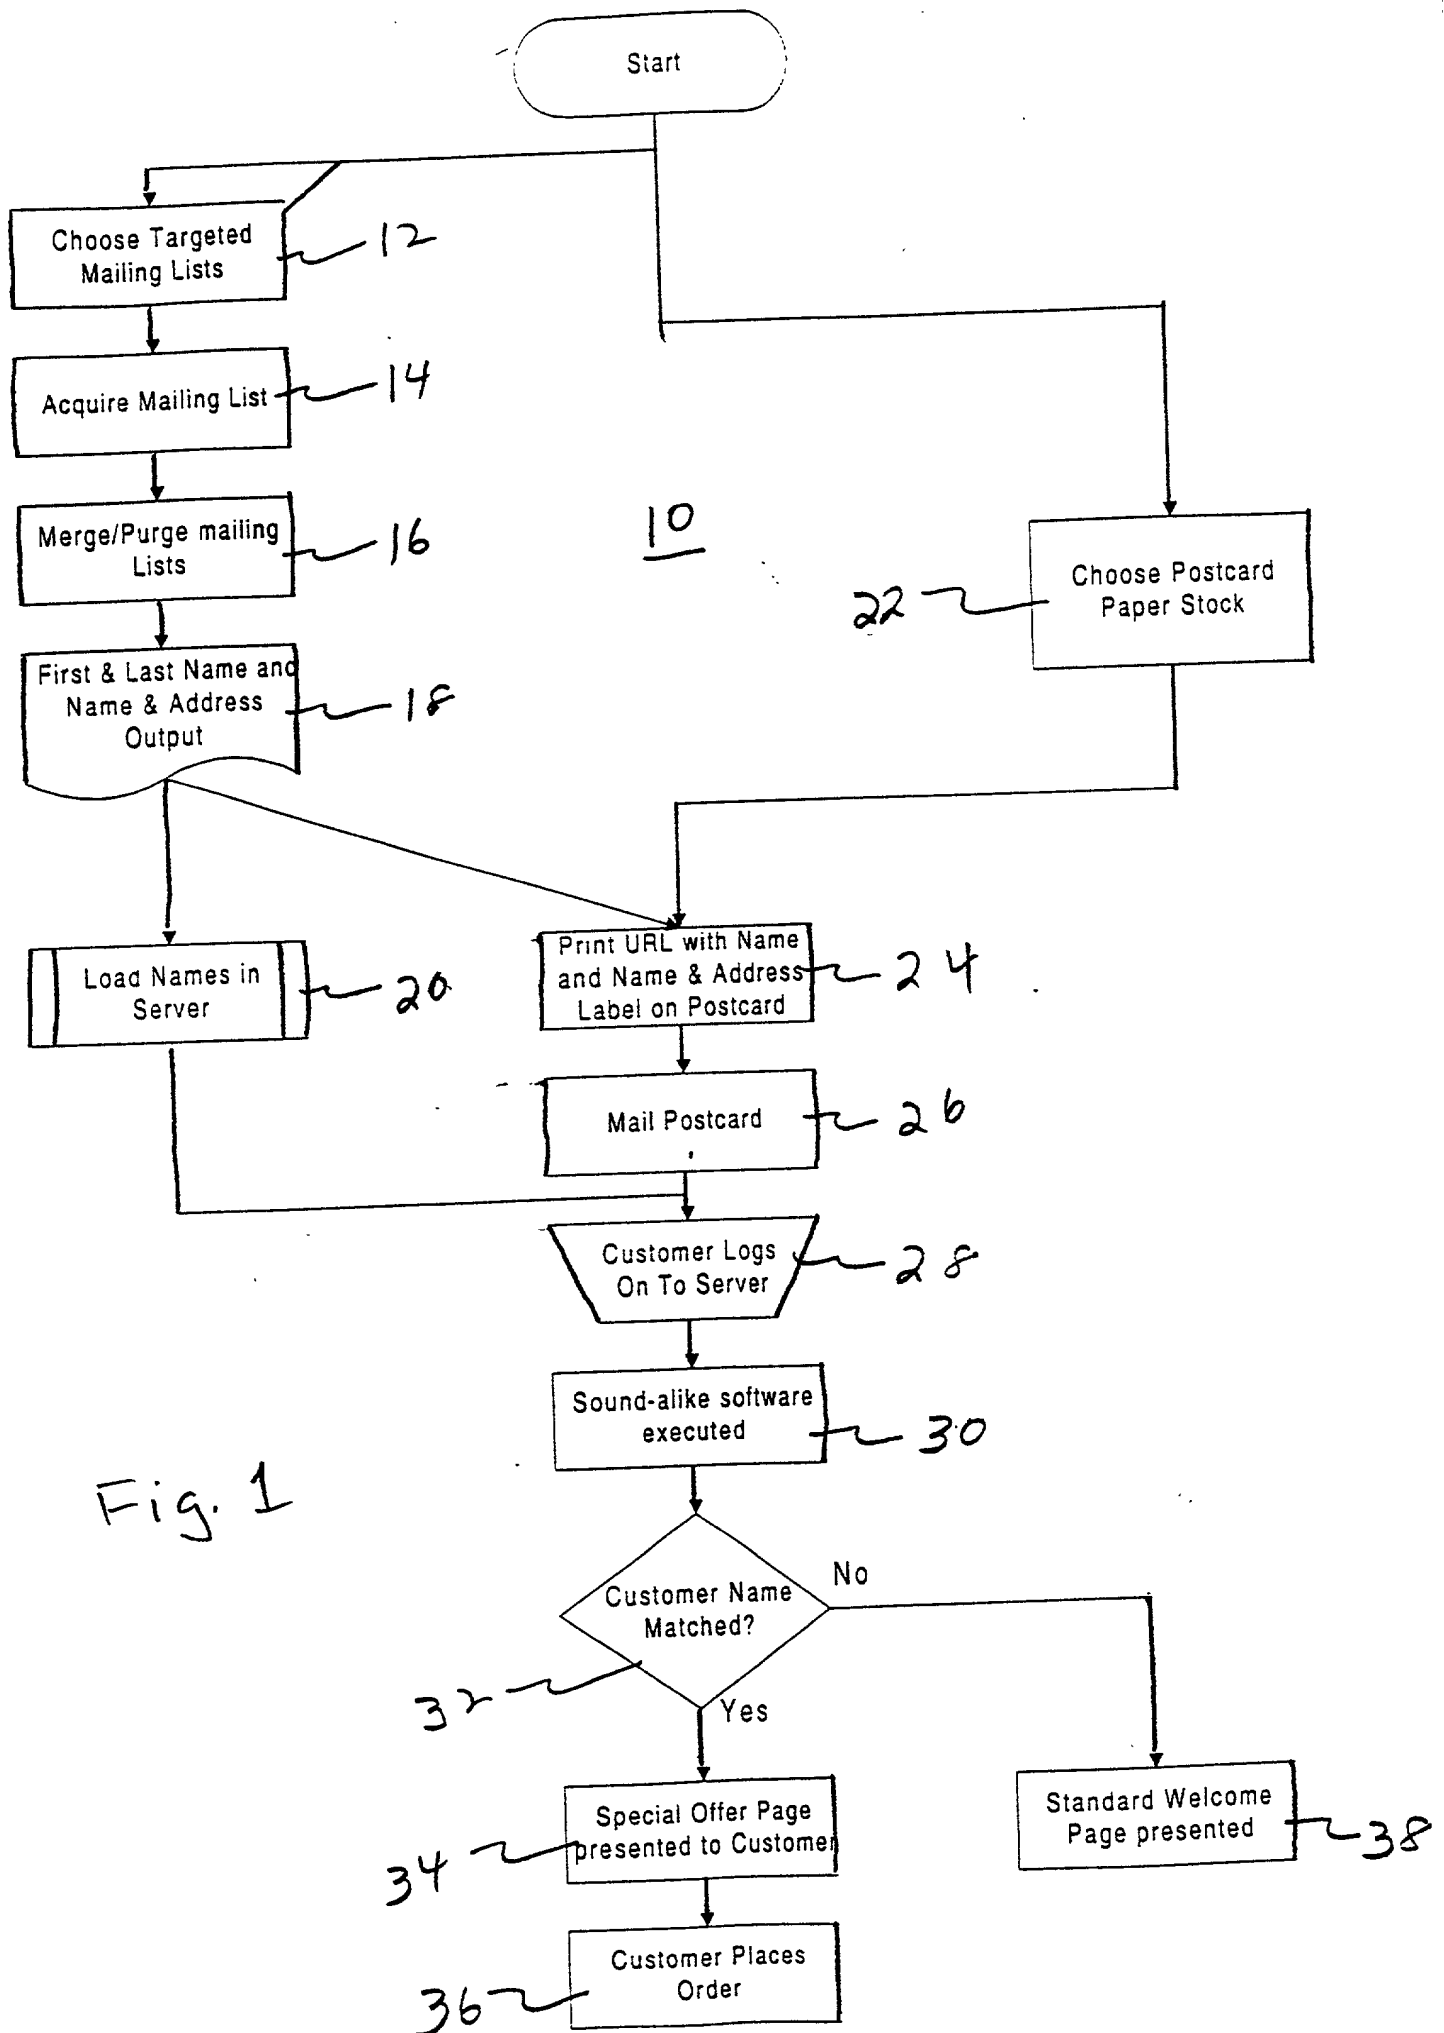 Start
Choose Targeted
Mailing Lists
12
Acquire Mailing List
14
Merge/Purge mailing
Lists
16
10
Choose Postcard
Paper Stock
22
First & Last Name and
Name & Address
Output
18
Load Names in
Server
20
Print URL with Name
and Name & Address
Label on Postcard
24
Mail Postcard
26
Customer Logs
On To Server
28
Sound-alike software
executed
30
Fig. 1
Customer Name
Matched?
No
32
Yes
Special Offer Page
presented to Customer
34
Standard Welcome
Page presented
38
Customer Places
Order
36